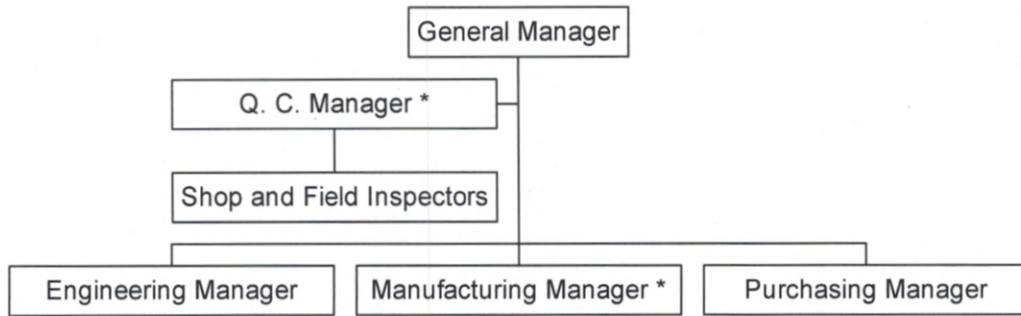 General Manager
Q. C. Manager *
Shop and Field Inspectors
Engineering Manager
Manufacturing Manager *
Purchasing Manager